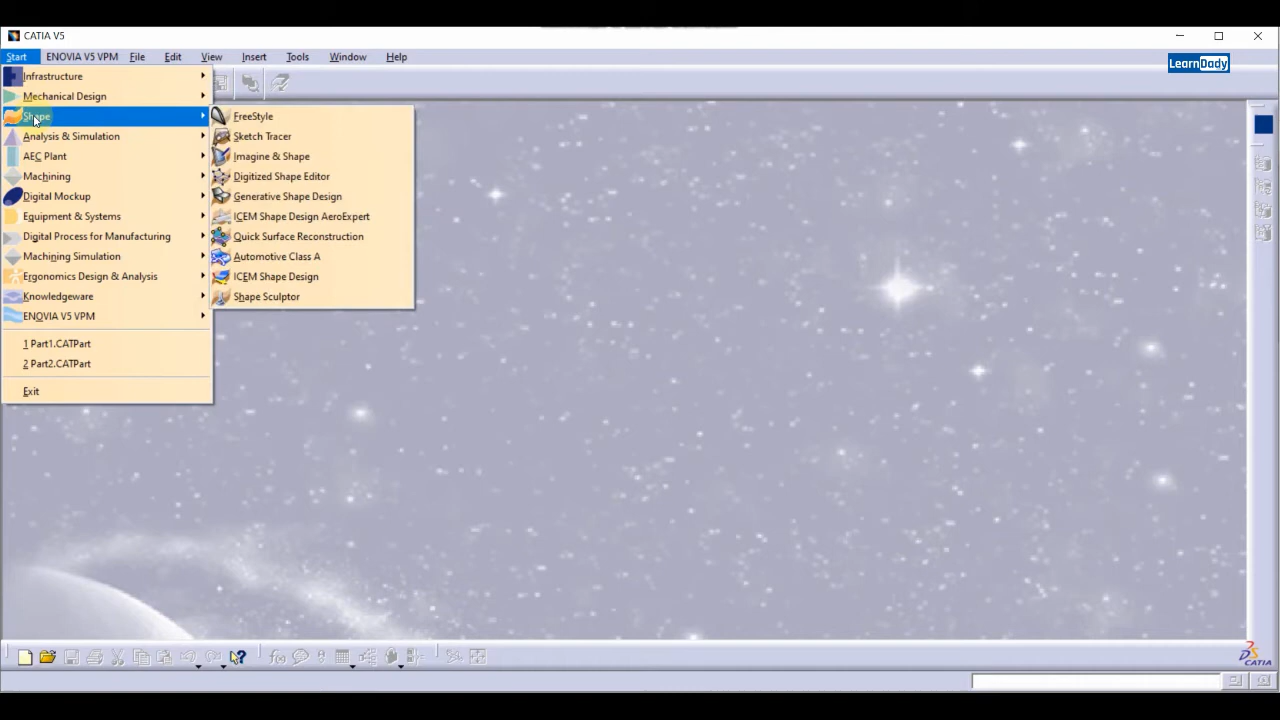 CATIA V5
Start ENOVIA V5 VPM File Edit View Insert Tools Window Help
LearnDady
Infrastructure
Mechanical Design
Shape
Analysis & Simulation
AEC Plant
Machining
Digital Mockup
Equipment & Systems
Digital Process for Manufacturing
Machining Simulation
Ergonomics Design & Analysis
Knowledgeware
ENOVIA V5 VPM
1 Part1.CATPart
2 Part2.CATPart
Exit
FreeStyle
Sketch Tracer
Imagine & Shape
Digitized Shape Editor
Generative Shape Design
ICEM Shape Design AeroExpert
Quick Surface Reconstruction
Automotive Class A
ICEM Shape Design
Shape Sculptor
f(x)
CATIA